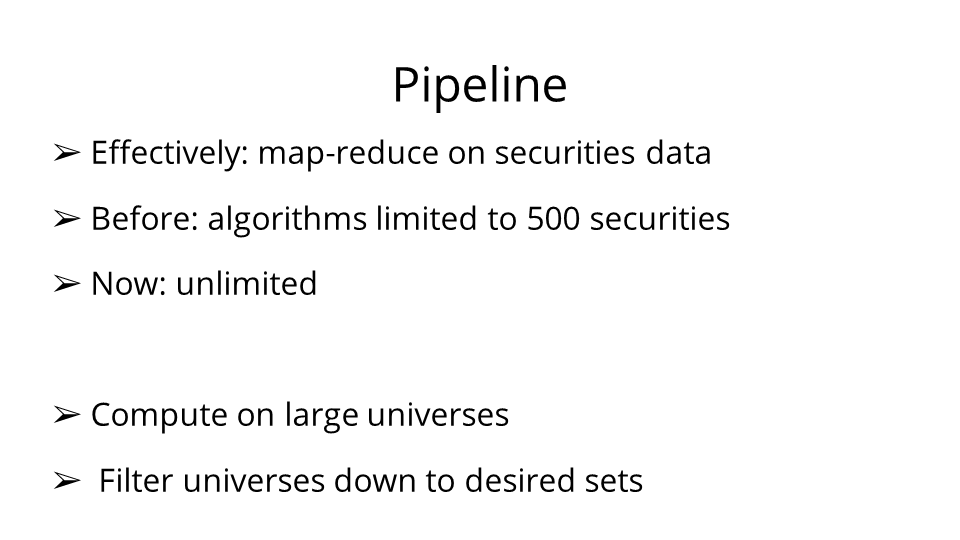 Pipeline
➢ Effectively: map-reduce on securities data
➢ Before: algorithms limited to 500 securities
➢ Now: unlimited
➢ Compute on large universes
➢ Filter universes down to desired sets